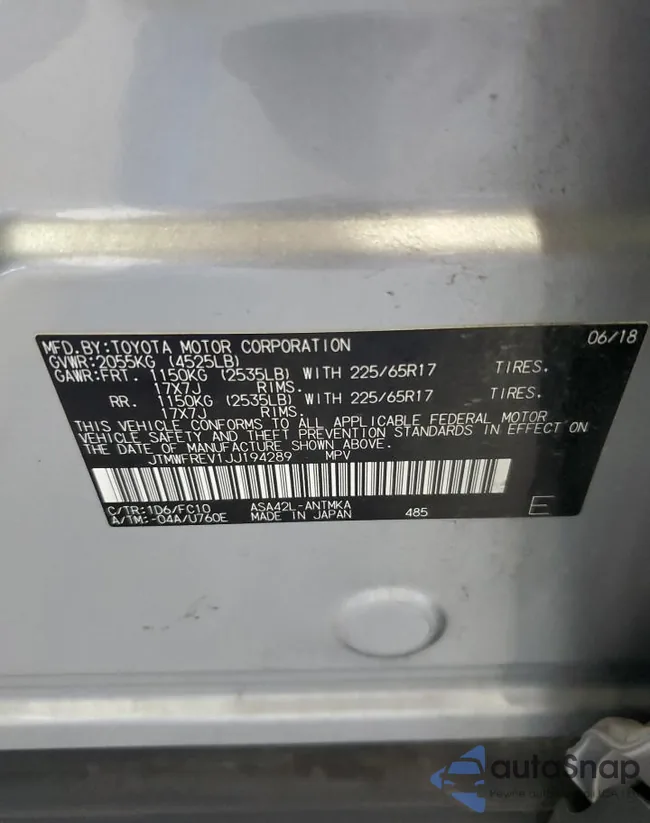 MFD.BY:TOYOTA MOTOR CORPORATION 06/18
GVWR:2055KG (4525LB)
GAWR:FRT. 1150KG (2535LB) WITH 225/65R17 TIRES.
17X7J RIMS.
RR. 1150KG (2535LB) WITH 225/65R17 TIRES.
17X7J RIMS.
THIS VEHICLE CONFORMS TO ALL APPLICABLE FEDERAL MOTOR
VEHICLE SAFETY AND THEFT PREVENTION STANDARDS IN EFFECT ON
THE DATE OF MANUFACTURE SHOWN ABOVE.
JTMWFREV1JJ194289 MPV
C/TR:1D6/FC10 ASA42L-ANTMKA
A/TM:-04A/U760E MADE IN JAPAN 485 E
autoSnap